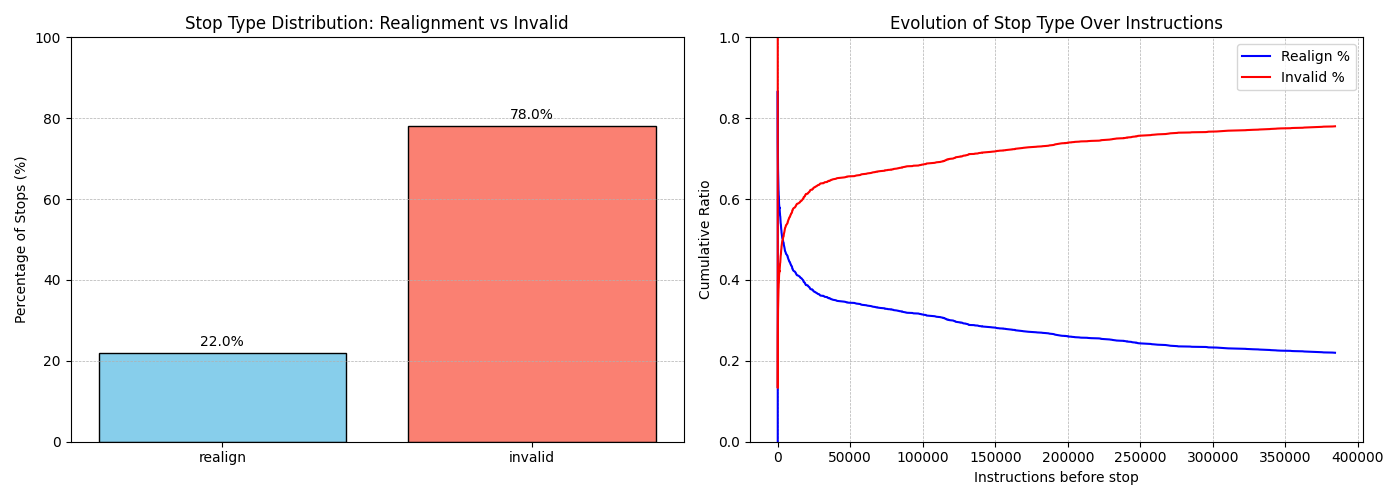 Stop Type Distribution: Realignment vs Invalid
Percentage of Stops (%)
100
80
60
40
20
0
22.0%
78.0%
realign
invalid
Evolution of Stop Type Over Instructions
Cumulative Ratio
1.0
0.8
0.6
0.4
0.2
0.0
Realign %
Invalid %
0 50000 100000 150000 200000 250000 300000 350000 400000
Instructions before stop